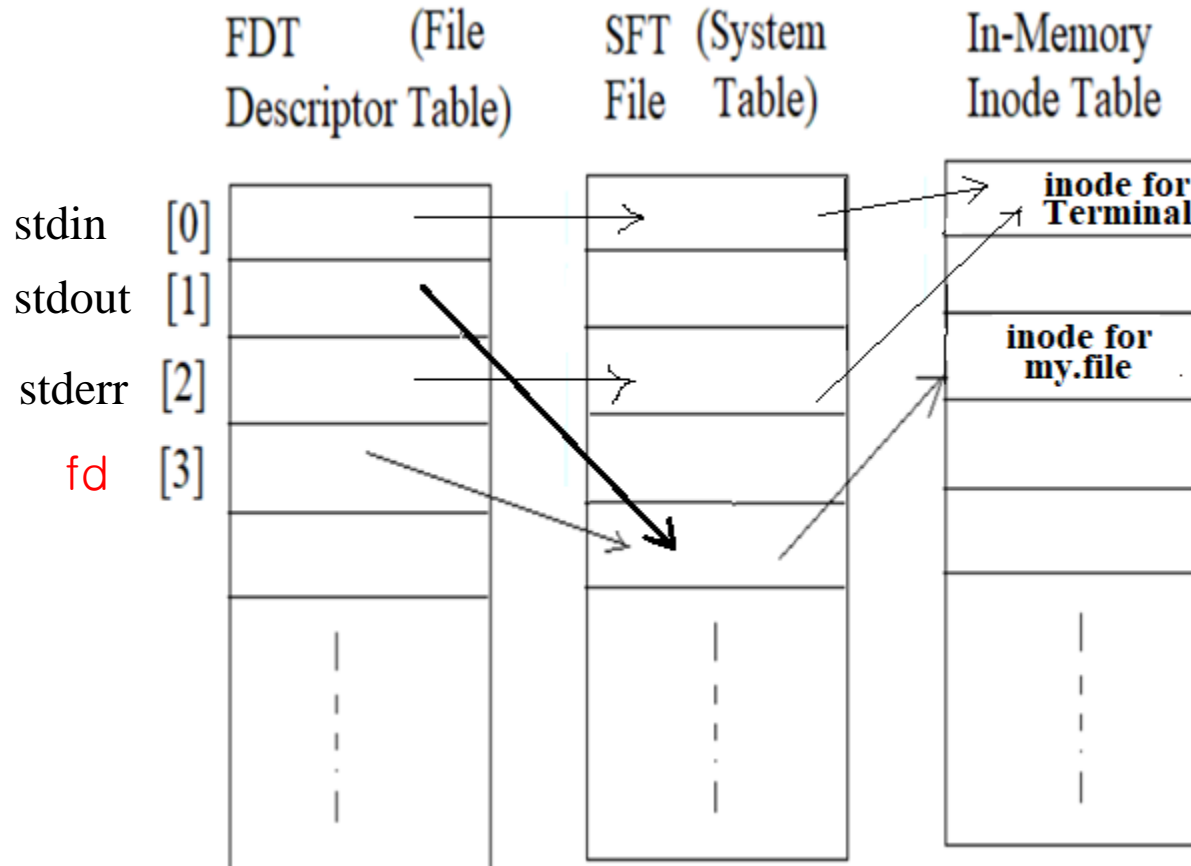 FDT (File
Descriptor Table)
SFT (System
File Table)
In-Memory
Inode Table
stdin [0]
stdout [1]
stderr [2]
fd [3]
inode for
Terminal
inode for
my.file